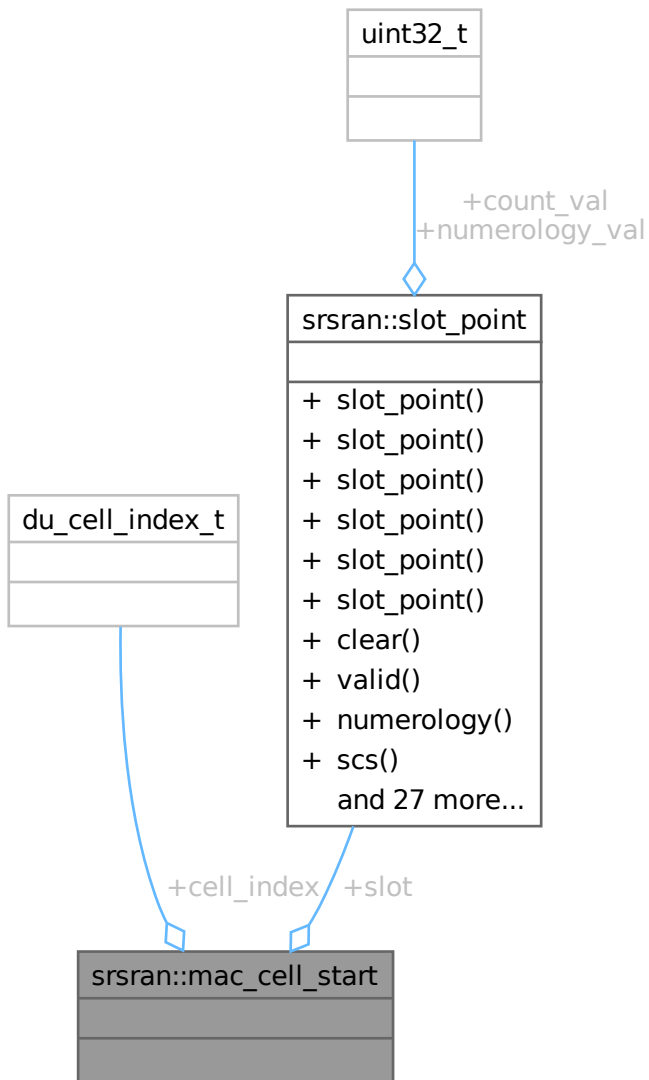 uint32_t
+count_val
+numerology_val
srsran::slot_point
+ slot_point()
+ slot_point()
+ slot_point()
+ slot_point()
+ slot_point()
+ slot_point()
+ clear()
+ valid()
+ numerology()
+ scs()
and 27 more...
du_cell_index_t
+cell_index
+slot
srsran::mac_cell_start